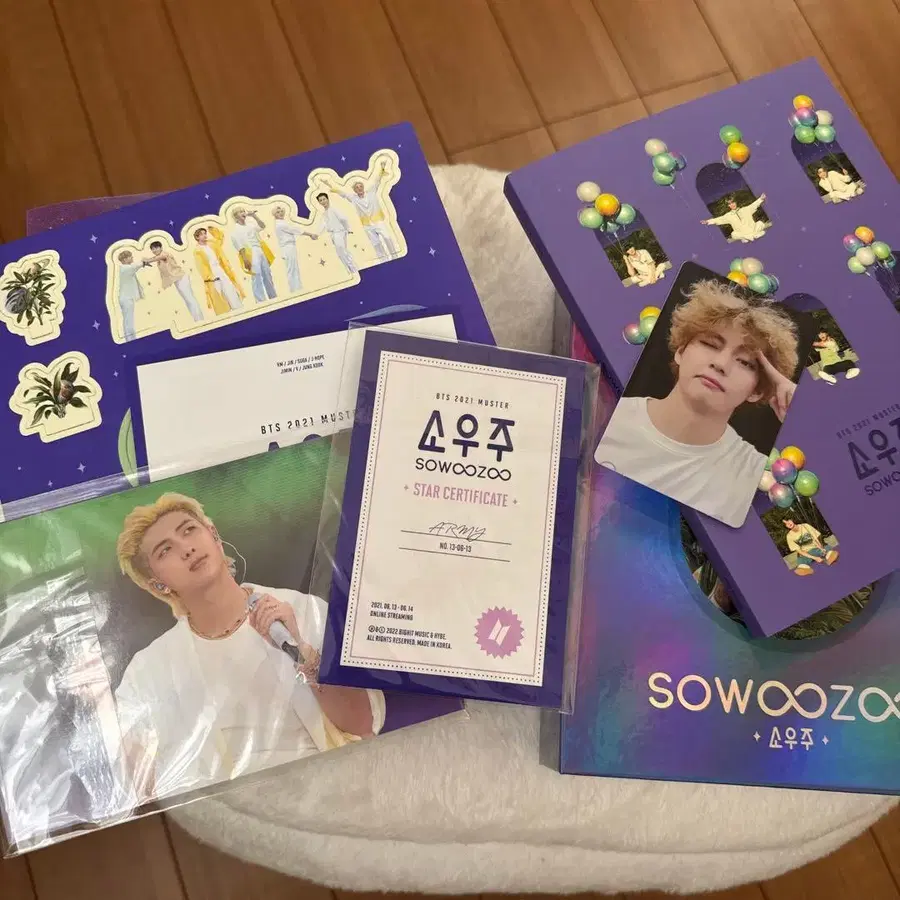 RM / JIN / SUGA / J-HOPE
JIMIN / V / JUNG KOOK
BTS 2021 MUSTER
BTS 2021 MUSTER
소우주
SOWOOZOO
STAR CERTIFICATE
ARMY
NO. 13-06-13
2021. 06. 13 - 06. 14
ONLINE STREAMING
Ⓟ&Ⓒ 2022 BIGHIT MUSIC & HYBE.
ALL RIGHTS RESERVED. MADE IN KOREA.
BTS 2021 MUSTER
소우주
SOWOO
SOWOOZOO
소우주